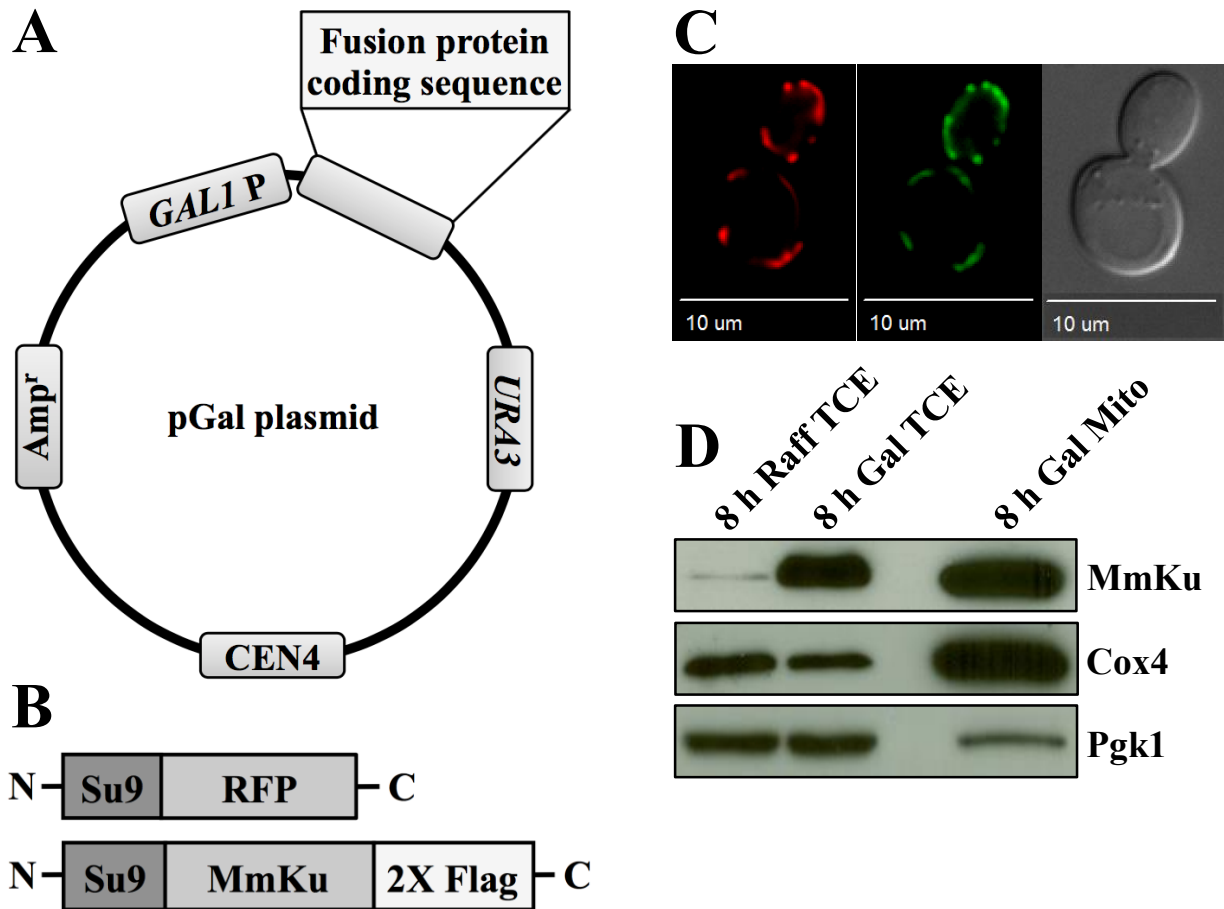 A
Fusion protein
coding sequence
GAL1 P
Amp^r
pGal plasmid
URA3
CEN4
B
N Su9 RFP C
N Su9 MmKu 2X Flag C
C
10 um 10 um 10 um
D
8 h Raff TCE
8 h Gal TCE
8 h Gal Mito
MmKu
Cox4
Pgk1